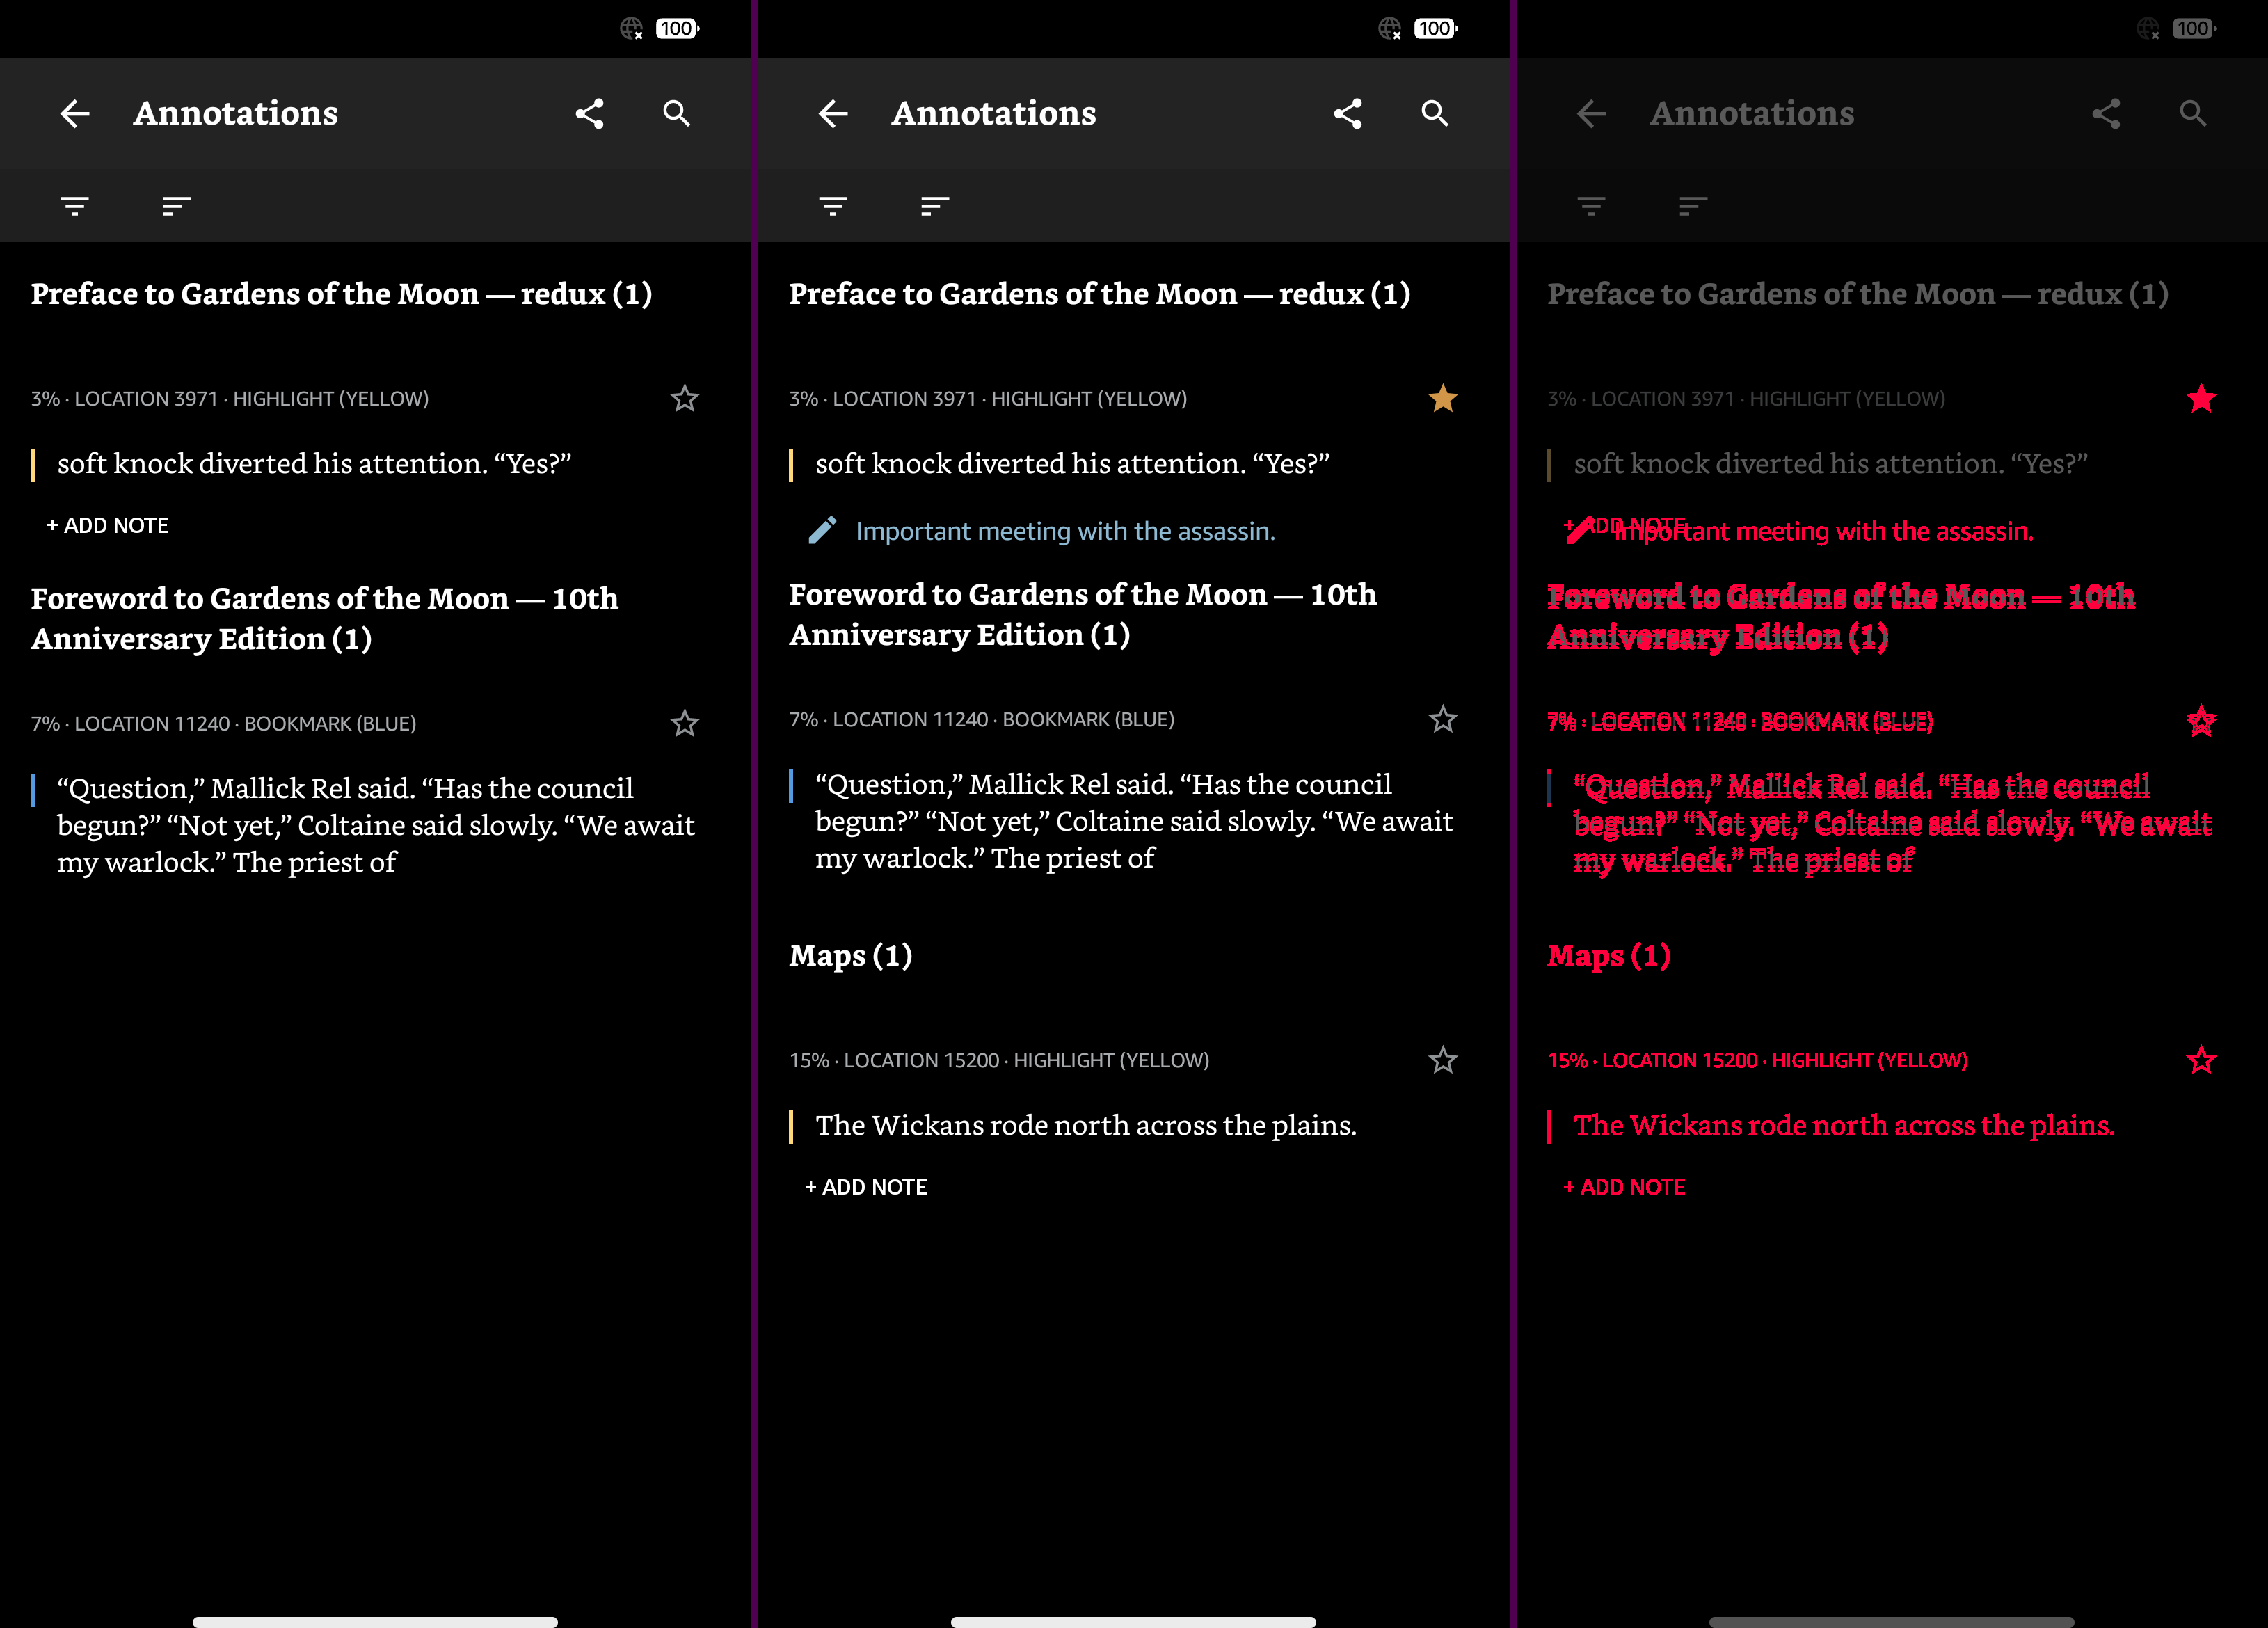 100
Annotations
Preface to Gardens of the Moon — redux (1)
3% · LOCATION 3971 · HIGHLIGHT (YELLOW)
soft knock diverted his attention. “Yes?”
+ ADD NOTE
Foreword to Gardens of the Moon — 10th
Anniversary Edition (1)
7% · LOCATION 11240 · BOOKMARK (BLUE)
“Question,” Mallick Rel said. “Has the council
begun?” “Not yet,” Coltaine said slowly. “We await
my warlock.” The priest of
100
Annotations
Preface to Gardens of the Moon — redux (1)
3% · LOCATION 3971 · HIGHLIGHT (YELLOW)
soft knock diverted his attention. “Yes?”
Important meeting with the assassin.
Foreword to Gardens of the Moon — 10th
Anniversary Edition (1)
7% · LOCATION 11240 · BOOKMARK (BLUE)
“Question,” Mallick Rel said. “Has the council
begun?” “Not yet,” Coltaine said slowly. “We await
my warlock.” The priest of
Maps (1)
15% · LOCATION 15200 · HIGHLIGHT (YELLOW)
The Wickans rode north across the plains.
+ ADD NOTE
100
Annotations
Preface to Gardens of the Moon — redux (1)
3% · LOCATION 3971 · HIGHLIGHT (YELLOW)
soft knock diverted his attention. “Yes?”
+ ADD NOTE
Important meeting with the assassin.
Foreword to Gardens of the Moon — 10th
Anniversary Edition (1)
7% · LOCATION 11240 · BOOKMARK (BLUE)
“Question,” Mallick Rel said. “Has the council
begun?” “Not yet,” Coltaine said slowly. “We await
my warlock.” The priest of
Maps (1)
15% · LOCATION 15200 · HIGHLIGHT (YELLOW)
The Wickans rode north across the plains.
+ ADD NOTE